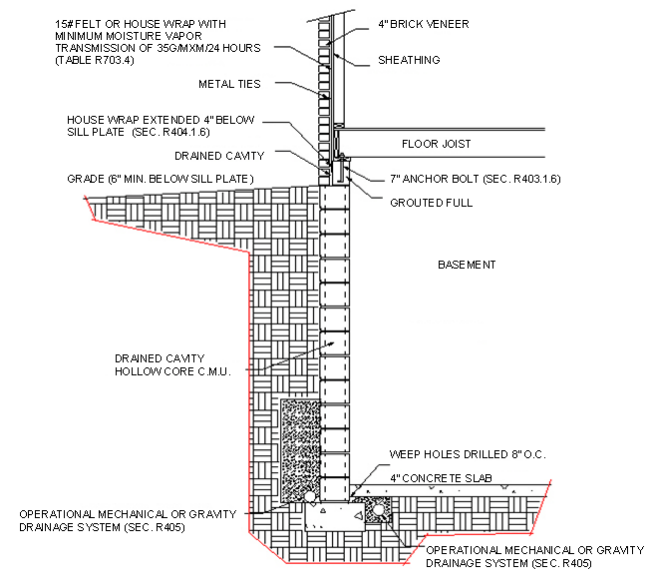 15# FELT OR HOUSE WRAP WITH
MINIMUM MOISTURE VAPOR
TRANSMISSION OF 35G/MXM/24 HOURS
(TABLE R703.4)
4" BRICK VENEER
SHEATHING
METAL TIES
HOUSE WRAP EXTENDED 4" BELOW
SILL PLATE (SEC. R404.1.6)
FLOOR JOIST
DRAINED CAVITY
GRADE (6" MIN. BELOW SILL PLATE)
7" ANCHOR BOLT (SEC. R403.1.6)
GROUTED FULL
BASEMENT
DRAINED CAVITY
HOLLOW CORE C.M.U.
WEEP HOLES DRILLED 8" O.C.
4" CONCRETE SLAB
OPERATIONAL MECHANICAL OR GRAVITY
DRAINAGE SYSTEM (SEC. R405)
OPERATIONAL MECHANICAL OR GRAVITY
DRAINAGE SYSTEM (SEC. R405)